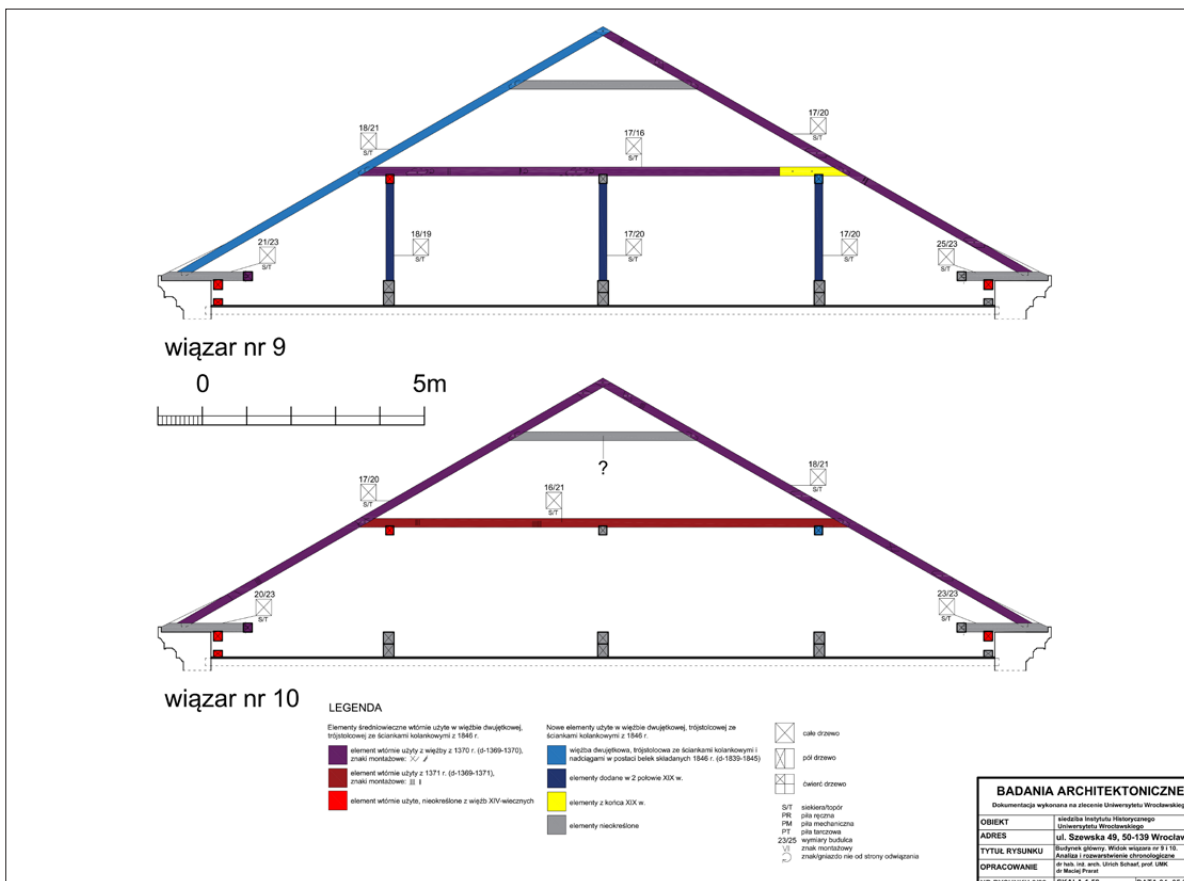 18/21
S/T
17/16
S/T
17/20
S/T
21/23
S/T
18/19
S/T
17/20
S/T
17/20
S/T
25/23
S/T
wiązar nr 9
0 5m
?
17/20
S/T
16/21
S/T
18/21
S/T
20/23
S/T
23/23
S/T
wiązar nr 10
LEGENDA
Elementy średniowieczne wtórnie użyte w więźbie dwujętkowej,
trójstolcowej ze ściankami kolankowymi z 1846 r.
element wtórnie użyty z więźby z 1370 r. (d-1369-1370),
znaki montażowe:
element wtórnie użyty z 1371 r. (d-1369-1371),
znaki montażowe:
element wtórnie użyte, nieokreślone z więźb XIV-wiecznych
Nowe elementy użyte w więźbie dwujętkowej, trójstolcowej ze
ściankami kolankowymi z 1846 r.
więźba dwujętkowa, trójstolcowa ze ściankami kolankowymi i
nadciągami w postaci belek składanych 1846 r. (d-1839-1845)
elementy dodane w 2 połowie XIX w.
elementy z końca XIX w.
elementy nieokreślone
całe drzewo
pół drzewo
ćwierć drzewo
S/T siekiera/topór
PR piła ręczna
PM piła mechaniczna
PT piła tarczowa
23/25 wymiary budulca
znak montażowy
znak/gniazdo nie od strony odwiązania
BADANIA ARCHITEKTONICZNE
Dokumentacja wykonana na zlecenie Uniwersytetu Wrocławskieg
OBIEKT siedziba Instytutu Historycznego
Uniwersytetu Wrocławskiego
ADRES ul. Szewska 49, 50-139 Wrocław
TYTUŁ RYSUNKU Budynek główny. Widok wiązara nr 9 i 10.
Analiza i rozwarstwienie chronologiczne
OPRACOWANIE dr hab. inż. arch. Ulrich Schaaf, prof. UMK
dr Maciej Prarat